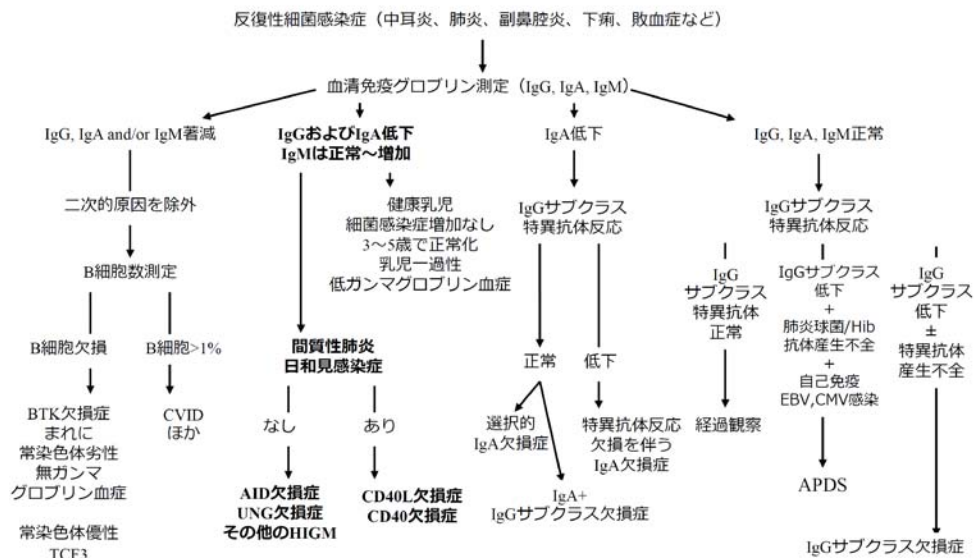 反復性細菌感染症（中耳炎、肺炎、副鼻腔炎、下痢、敗血症など）
血清免疫グロブリン測定（IgG, IgA, IgM）
IgG, IgA and/or IgM著減
二次的原因を除外
B細胞数測定
B細胞欠損
B細胞>1%
BTK欠損症
まれに
常染色体劣性
無ガンマ
グロブリン血症
常染色体優性
TCF3
CVID
ほか
IgGおよびIgA低下
IgMは正常～増加
健康乳児
細菌感染症増加なし
3～5歳で正常化
乳児一過性
低ガンマグロブリン血症
間質性肺炎
日和見感染症
なし
あり
AID欠損症
UNG欠損症
その他のHIGM
CD40L欠損症
CD40欠損症
IgA低下
IgGサブクラス
特異抗体反応
正常
低下
選択的
IgA欠損症
IgA+
IgGサブクラス欠損症
特異抗体反応
欠損を伴う
IgA欠損症
IgG, IgA, IgM正常
IgGサブクラス
特異抗体反応
IgG
サブクラス
特異抗体
正常
経過観察
IgGサブクラス
低下
+
肺炎球菌/Hib
抗体産生不全
+
自己免疫
EBV,CMV感染
APDS
IgG
サブクラス
低下
±
特異抗体
産生不全
IgGサブクラス欠損症